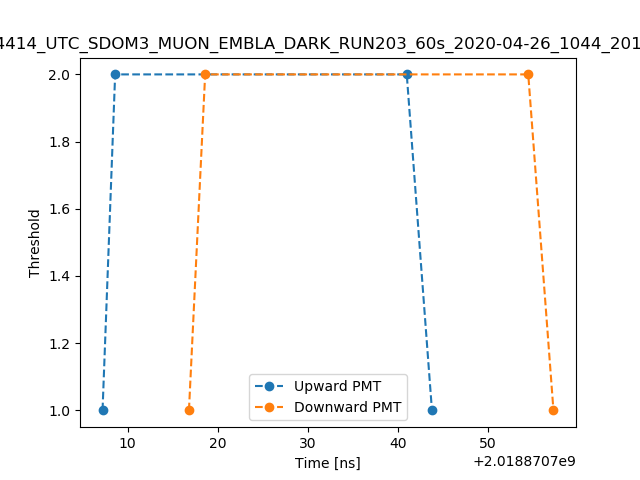 4414_UTC_SDOM3_MUON_EMBLA_DARK_RUN203_60s_2020-04-26_1044_201
2.0
1.8
1.6
1.4
1.2
1.0
Threshold
Upward PMT
Downward PMT
10 20 30 40 50
Time [ns]
+2.0188707e9